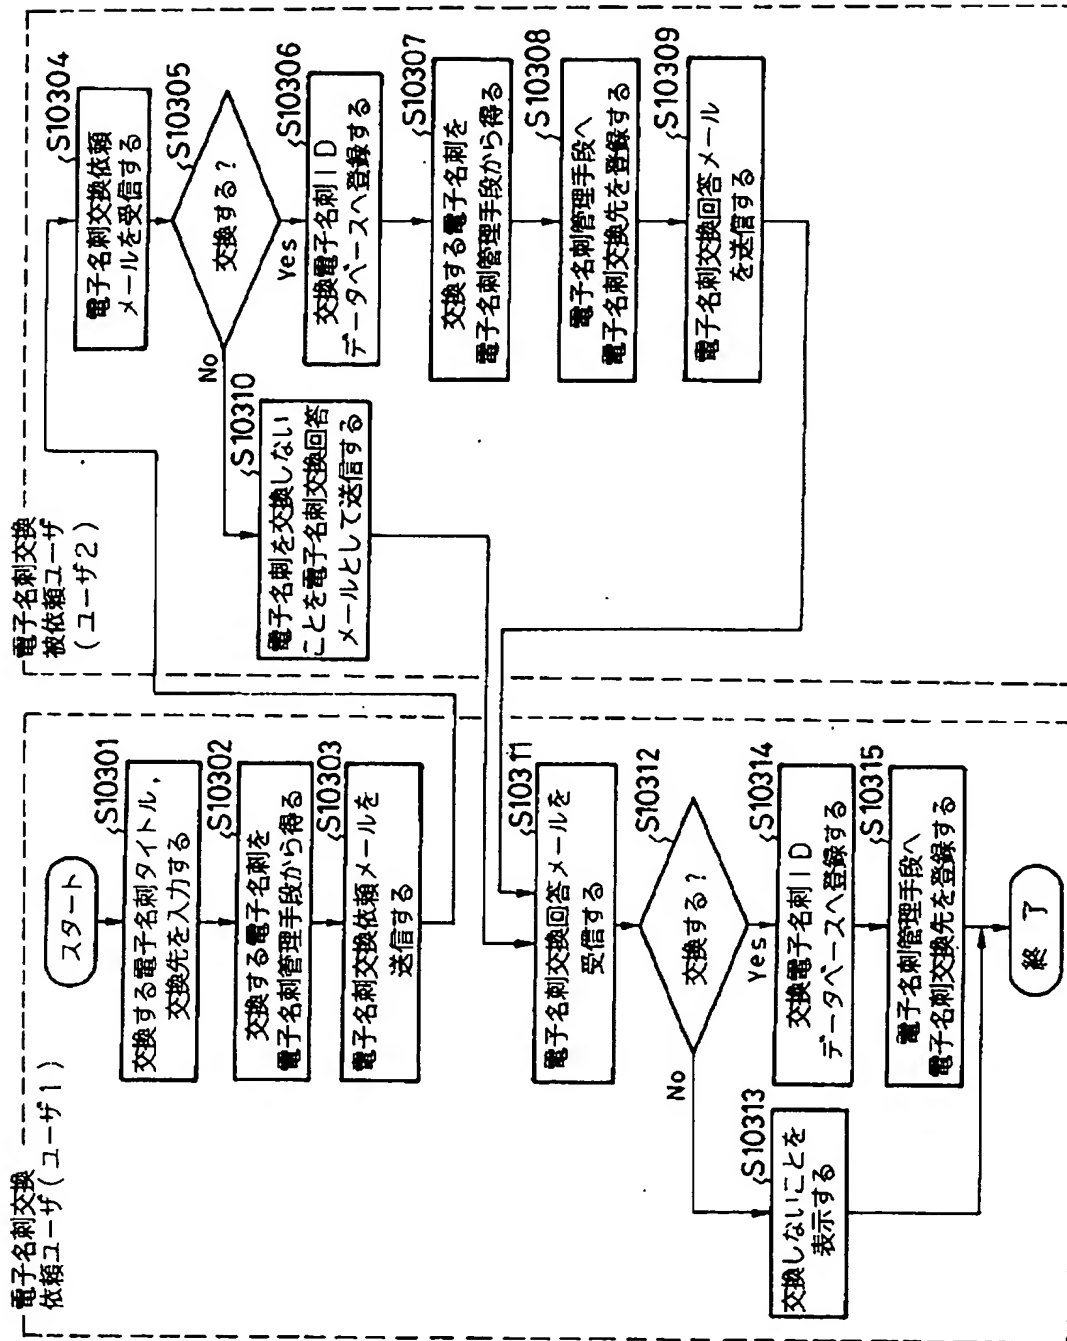 電子名刺交換
依頼ユーザ(ユーザ1)
スタート
S10301
交換する電子名刺タイトル,
交換先を入力する
S10302
交換する電子名刺を
電子名刺管理手段から得る
S10303
電子名刺交換依頼メールを
送信する
電子名刺交換
被依頼ユーザ
(ユーザ2)
S10304
電子名刺交換依頼
メールを受信する
S10305
交換する?
Yes
No
S10306
交換電子名刺ID
データベースへ登録する
S10307
交換する電子名刺を
電子名刺管理手段から得る
S10308
電子名刺管理手段へ
電子名刺交換先を登録する
S10309
電子名刺交換回答メール
を送信する
S10310
電子名刺を交換しない
ことを電子名刺交換回答
メールとして送信する
S10311
電子名刺交換回答メールを
受信する
S10312
交換する?
Yes
No
S10313
交換しないことを
表示する
S10314
交換電子名刺ID
データベースへ登録する
S10315
電子名刺管理手段へ
電子名刺交換先を登録する
終了